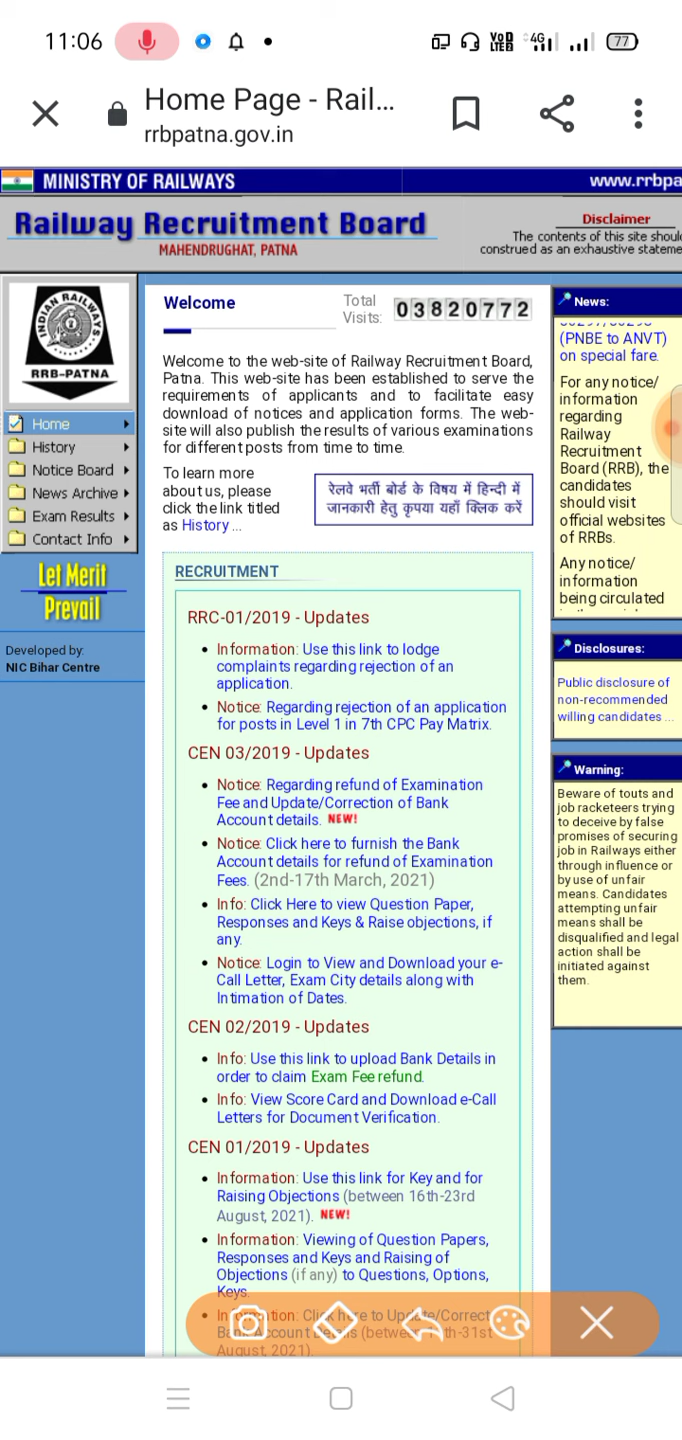 11:06
VoD LTE2 4G 77
Home Page - Rail...
rrbpatna.gov.in
MINISTRY OF RAILWAYS
www.rrbpa
Railway Recruitment Board
MAHENDRUGHAT, PATNA
Disclaimer
The contents of this site shoul
construed as an exhaustive stateme
INDIAN RAILWAYS
RRB-PATNA
Home
History
Notice Board
News Archive
Exam Results
Contact Info
Let Merit
Prevail
Developed by:
NIC Bihar Centre
Welcome
Total
Visits:
03820772
Welcome to the web-site of Railway Recruitment Board,
Patna. This web-site has been established to serve the
requirements of applicants and to facilitate easy
download of notices and application forms. The web-
site will also publish the results of various examinations
for different posts from time to time.
To learn more
about us, please
click the link titled
as History ...
रेलवे भर्ती बोर्ड के विषय में हिन्दी में
जानकारी हेतु कृपया यहाँ क्लिक करें
RECRUITMENT
RRC-01/2019 - Updates
Information: Use this link to lodge
complaints regarding rejection of an
application.
Notice: Regarding rejection of an application
for posts in Level 1 in 7th CPC Pay Matrix.
CEN 03/2019 - Updates
Notice: Regarding refund of Examination
Fee and Update/Correction of Bank
Account details. NEW!
Notice: Click here to furnish the Bank
Account details for refund of Examination
Fees. (2nd-17th March, 2021)
Info: Click Here to view Question Paper,
Responses and Keys & Raise objections, if
any.
Notice: Login to View and Download your e-
Call Letter, Exam City details along with
Intimation of Dates.
CEN 02/2019 - Updates
Info: Use this link to upload Bank Details in
order to claim Exam Fee refund.
Info: View Score Card and Download e-Call
Letters for Document Verification.
CEN 01/2019 - Updates
Information: Use this link for Key and for
Raising Objections (between 16th-23rd
August, 2021). NEW!
Information: Viewing of Question Papers,
Responses and Keys and Raising of
Objections (if any) to Questions, Options,
Keys.
Information: Click here to Update/Correct
Bank Account Details (between th-31st
August, 2021).
News:
(PNBE to ANVT)
on special fare.
For any notice/
information
regarding
Railway
Recruitment
Board (RRB), the
candidates
should visit
official websites
of RRBs.
Any notice/
information
being circulated
Disclosures:
Public disclosure of
non-recommended
willing candidates ...
Warning:
Beware of touts and
job racketeers trying
to deceive by false
promises of securing
job in Railways either
through influence or
by use of unfair
means. Candidates
attempting unfair
means shall be
disqualified and legal
action shall be
initiated against
them.